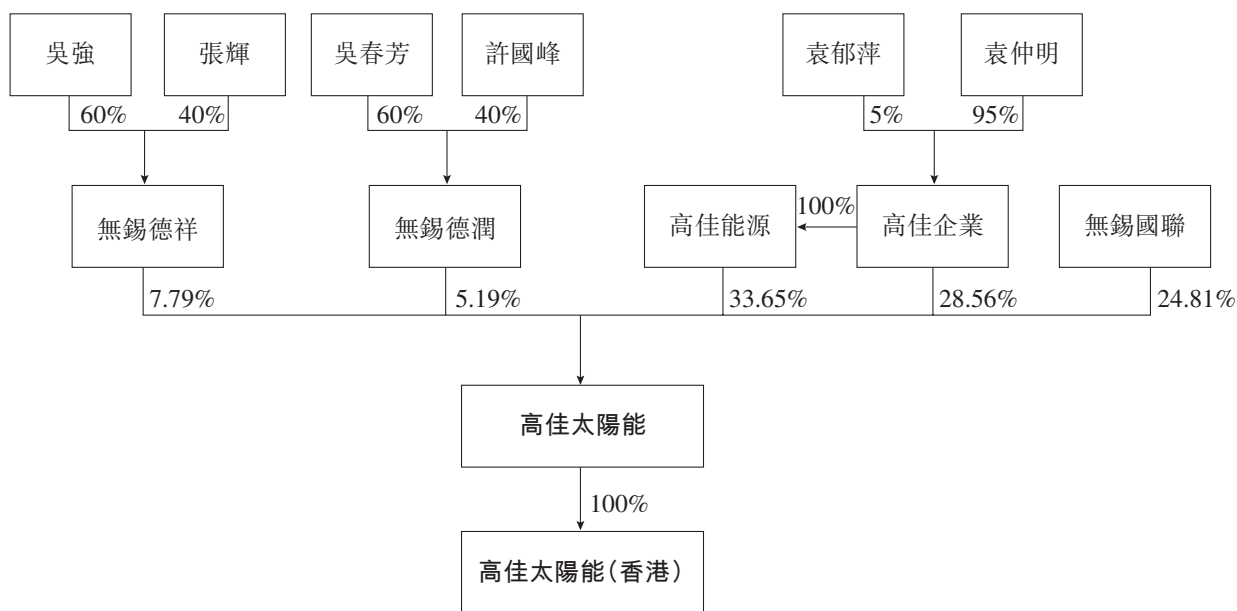 吳強
張輝
吳春芳
許國峰
袁郁萍
袁仲明
60%
40%
60%
40%
5%
95%
無錫德祥
無錫德潤
高佳能源
100%
高佳企業
無錫國聯
7.79%
5.19%
33.65%
28.56%
24.81%
高佳太陽能
100%
高佳太陽能(香港)